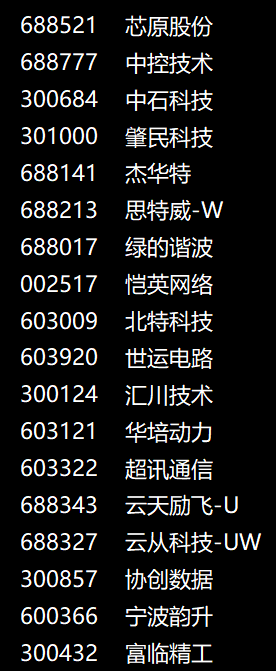 688521 芯原股份
688777 中控技术
300684 中石科技
301000 肇民科技
688141 杰华特
688213 思特威-W
688017 绿的谐波
002517 恺英网络
603009 北特科技
603920 世运电路
300124 汇川技术
603121 华培动力
603322 超讯通信
688343 云天励飞-U
688327 云从科技-UW
300857 协创数据
600366 宁波韵升
300432 富临精工